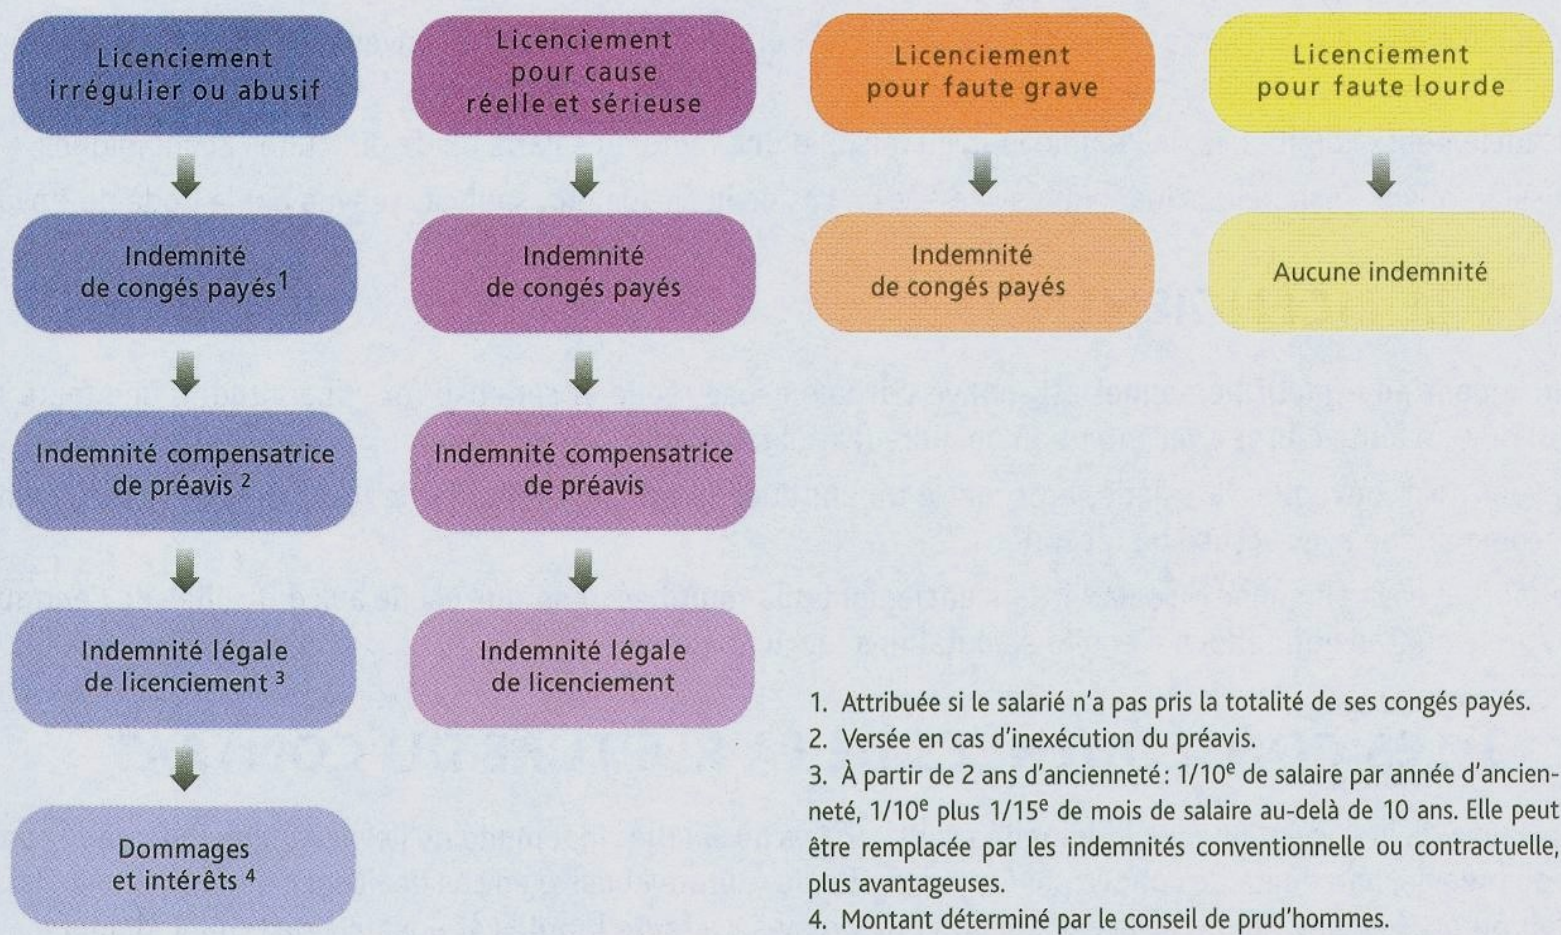 Licenciement
irrégulier ou abusif
Licenciement
pour cause
réelle et sérieuse
Licenciement
pour faute grave
Licenciement
pour faute lourde
Indemnité
de congés payés¹
Indemnité
de congés payés
Indemnité
de congés payés
Aucune indemnité
Indemnité compensatrice
de préavis ²
Indemnité compensatrice
de préavis
Indemnité légale
de licenciement ³
Indemnité légale
de licenciement
Dommages
et intérêts ⁴
1. Attribuée si le salarié n'a pas pris la totalité de ses congés payés.
2. Versée en cas d'inexécution du préavis.
3. À partir de 2 ans d'ancienneté : 1/10ᵉ de salaire par année d'ancien-
neté, 1/10ᵉ plus 1/15ᵉ de mois de salaire au-delà de 10 ans. Elle peut
être remplacée par les indemnités conventionnelle ou contractuelle,
plus avantageuses.
4. Montant déterminé par le conseil de prud'hommes.